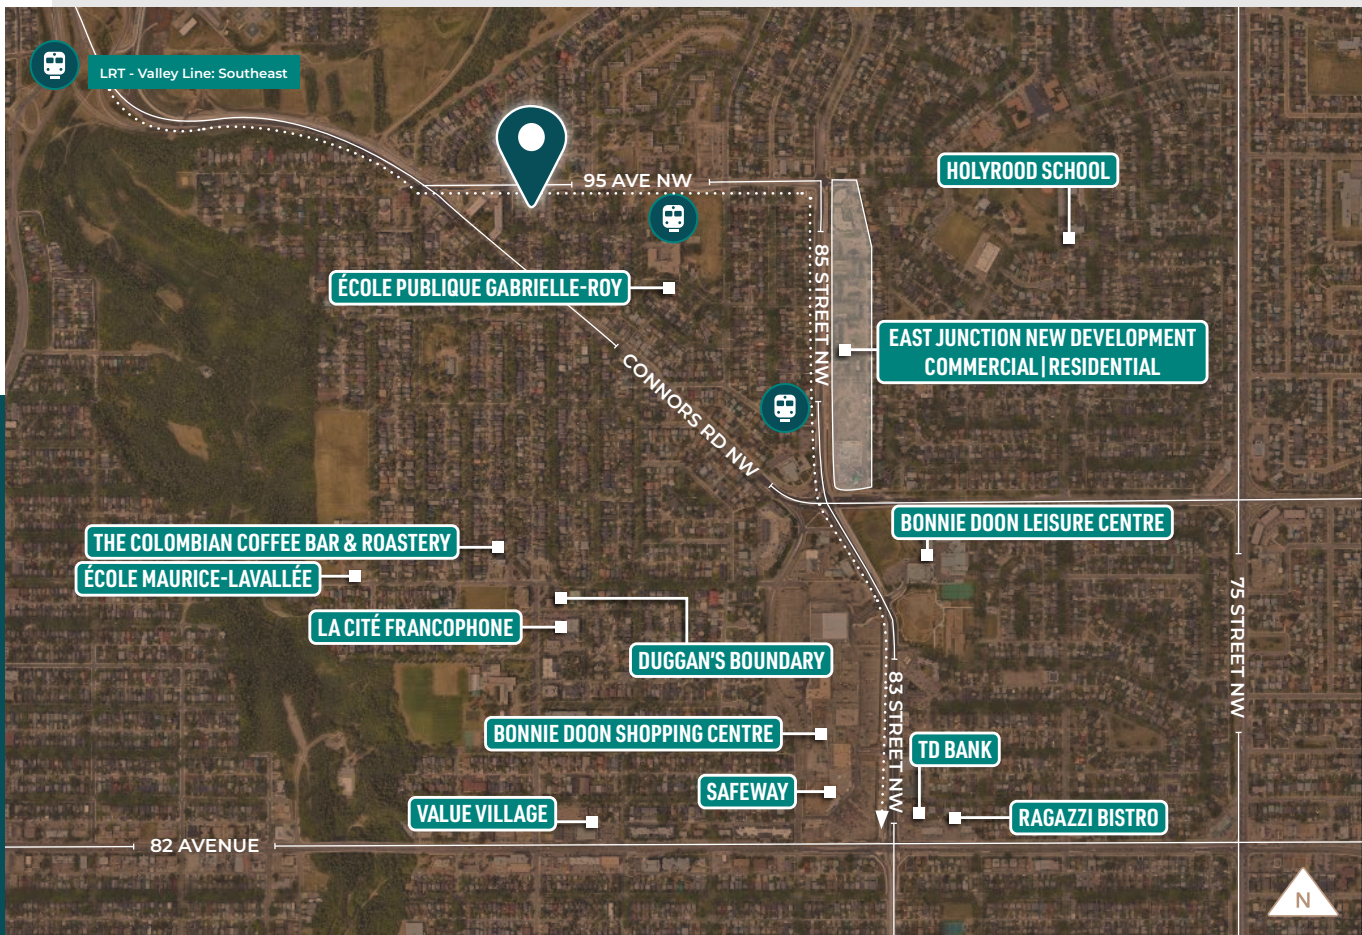 LRT - Valley Line: Southeast
95 AVE NW
HOLYROOD SCHOOL
ÉCOLE PUBLIQUE GABRIELLE-ROY
85 STREET NW
EAST JUNCTION NEW DEVELOPMENT
COMMERCIAL|RESIDENTIAL
CONNORS RD NW
BONNIE DOON LEISURE CENTRE
THE COLOMBIAN COFFEE BAR & ROASTERY
ÉCOLE MAURICE-LAVALLÉE
LA CITÉ FRANCOPHONE
DUGGAN'S BOUNDARY
75 STREET NW
83 STREET NW
BONNIE DOON SHOPPING CENTRE
TD BANK
SAFEWAY
VALUE VILLAGE
RAGAZZI BISTRO
82 AVENUE
N